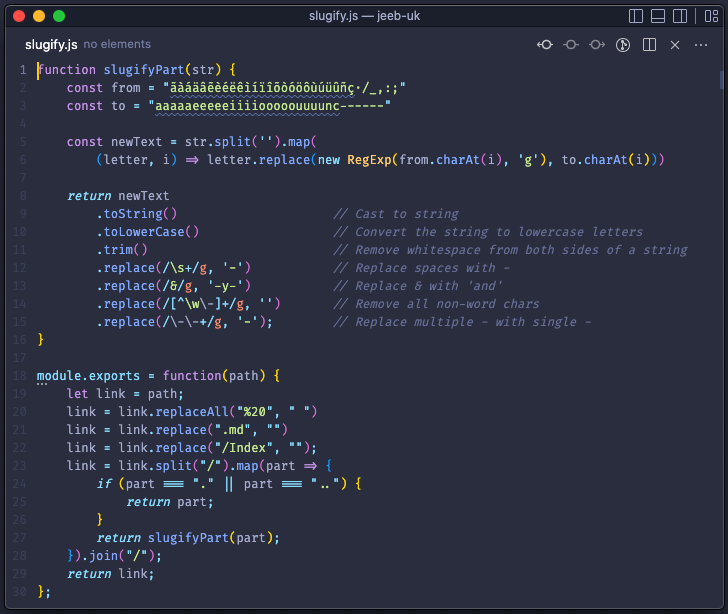 slugify.js — jeeb-uk
slugify.js no elements
1 function slugifyPart(str) {
2 const from = "ãàáäâẽèéëêìíïîõòóöôùúüûñç·/_,:;"
3 const to = "aaaaaeeeeeiiiiooooouuuunc------"
4
5 const newText = str.split('').map(
6 (letter, i) => letter.replace(new RegExp(from.charAt(i), 'g'), to.charAt(i)))
7
8 return newText
9 .toString() // Cast to string
10 .toLowerCase() // Convert the string to lowercase letters
11 .trim() // Remove whitespace from both sides of a string
12 .replace(/\s+/g, '-') // Replace spaces with -
13 .replace(/&/g, '-y-') // Replace & with 'and'
14 .replace(/[^\w\-]+/g, '') // Remove all non-word chars
15 .replace(/\-\-+/g, '-'); // Replace multiple - with single -
16 }
17
18 module.exports = function(path) {
19 let link = path;
20 link = link.replaceAll("%20", " ")
21 link = link.replace(".md", "")
22 link = link.replace("/Index", "");
23 link = link.split("/").map(part => {
24 if (part === "." || part === "..") {
25 return part;
26 }
27 return slugifyPart(part);
28 }).join("/");
29 return link;
30 };